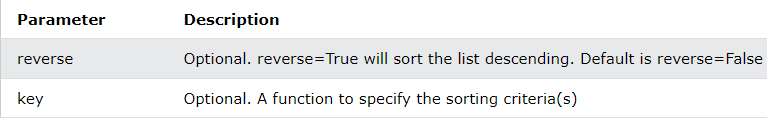 Parameter Description
reverse Optional. reverse=True will sort the list descending. Default is reverse=False
key Optional. A function to specify the sorting criteria(s)